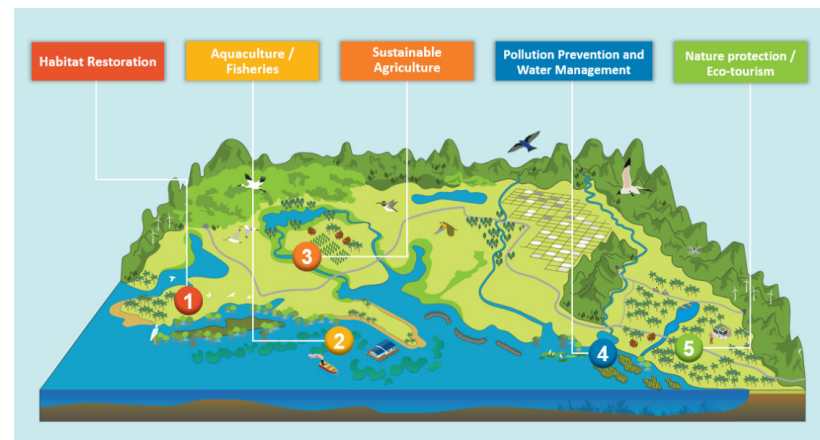 Habitat Restoration
Aquaculture /
Fisheries
Sustainable
Agriculture
Pollution Prevention and
Water Management
Nature protection /
Eco-tourism
1
2
3
4
5